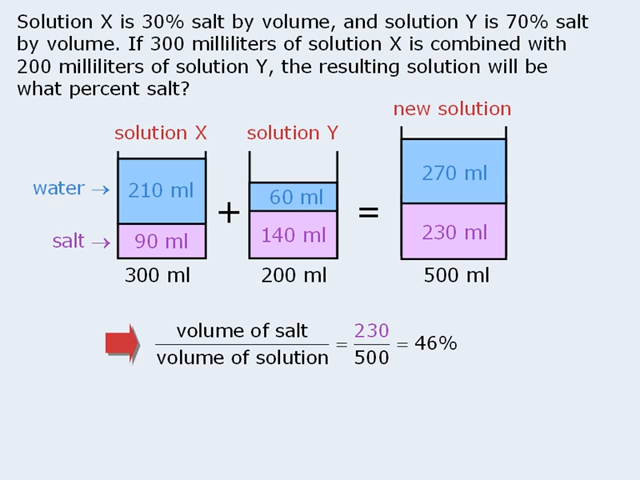 Solution X is 30% salt by volume, and solution Y is 70% salt
by volume. If 300 milliliters of solution X is combined with
200 milliliters of solution Y, the resulting solution will be
what percent salt?
new solution
solution X solution Y
water → 210 ml 60 ml 270 ml
+ =
salt → 90 ml 140 ml 230 ml
300 ml 200 ml 500 ml
volume of salt 230
= = 46%
volume of solution 500